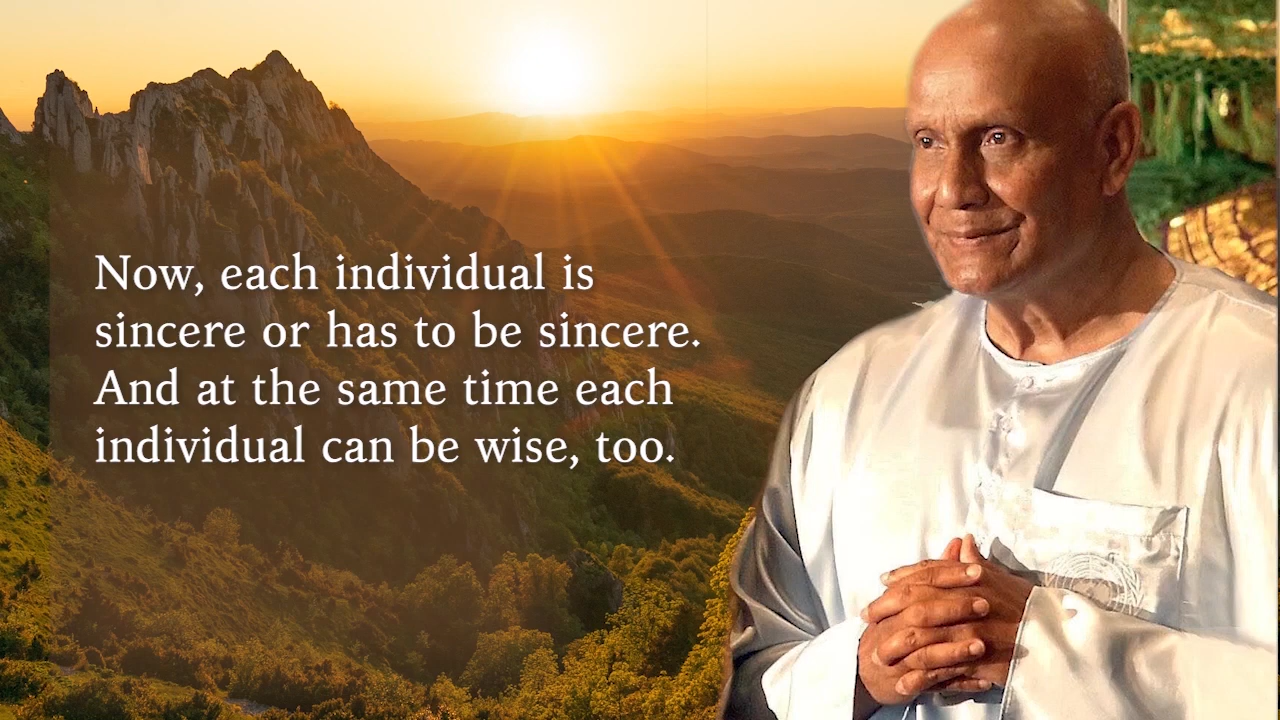 Now, each individual is
sincere or has to be sincere.
And at the same time each
individual can be wise, too.